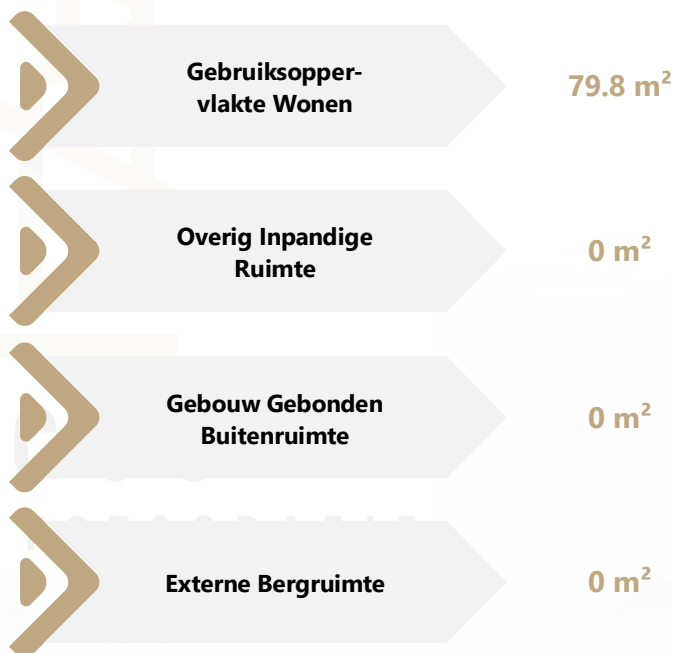 Gebruiksopper-
vlakte Wonen
79.8 m²
Overig Inpandige
Ruimte
0 m²
Gebouw Gebonden
Buitenruimte
0 m²
Externe Bergruimte
0 m²